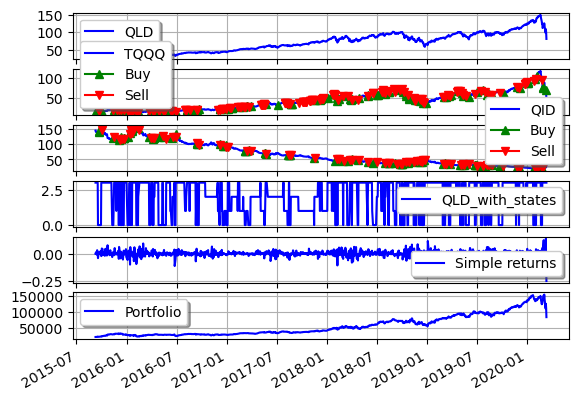 150
100
50
QLD
TQQQ
Buy
Sell
100
50
QID
Buy
Sell
150
100
50
2.5
0.0
QLD_with_states
0.00
−0.25
Simple returns
150000
100000
50000
Portfolio
2015-07
2016-01
2016-07
2017-01
2017-07
2018-01
2018-07
2019-01
2019-07
2020-01